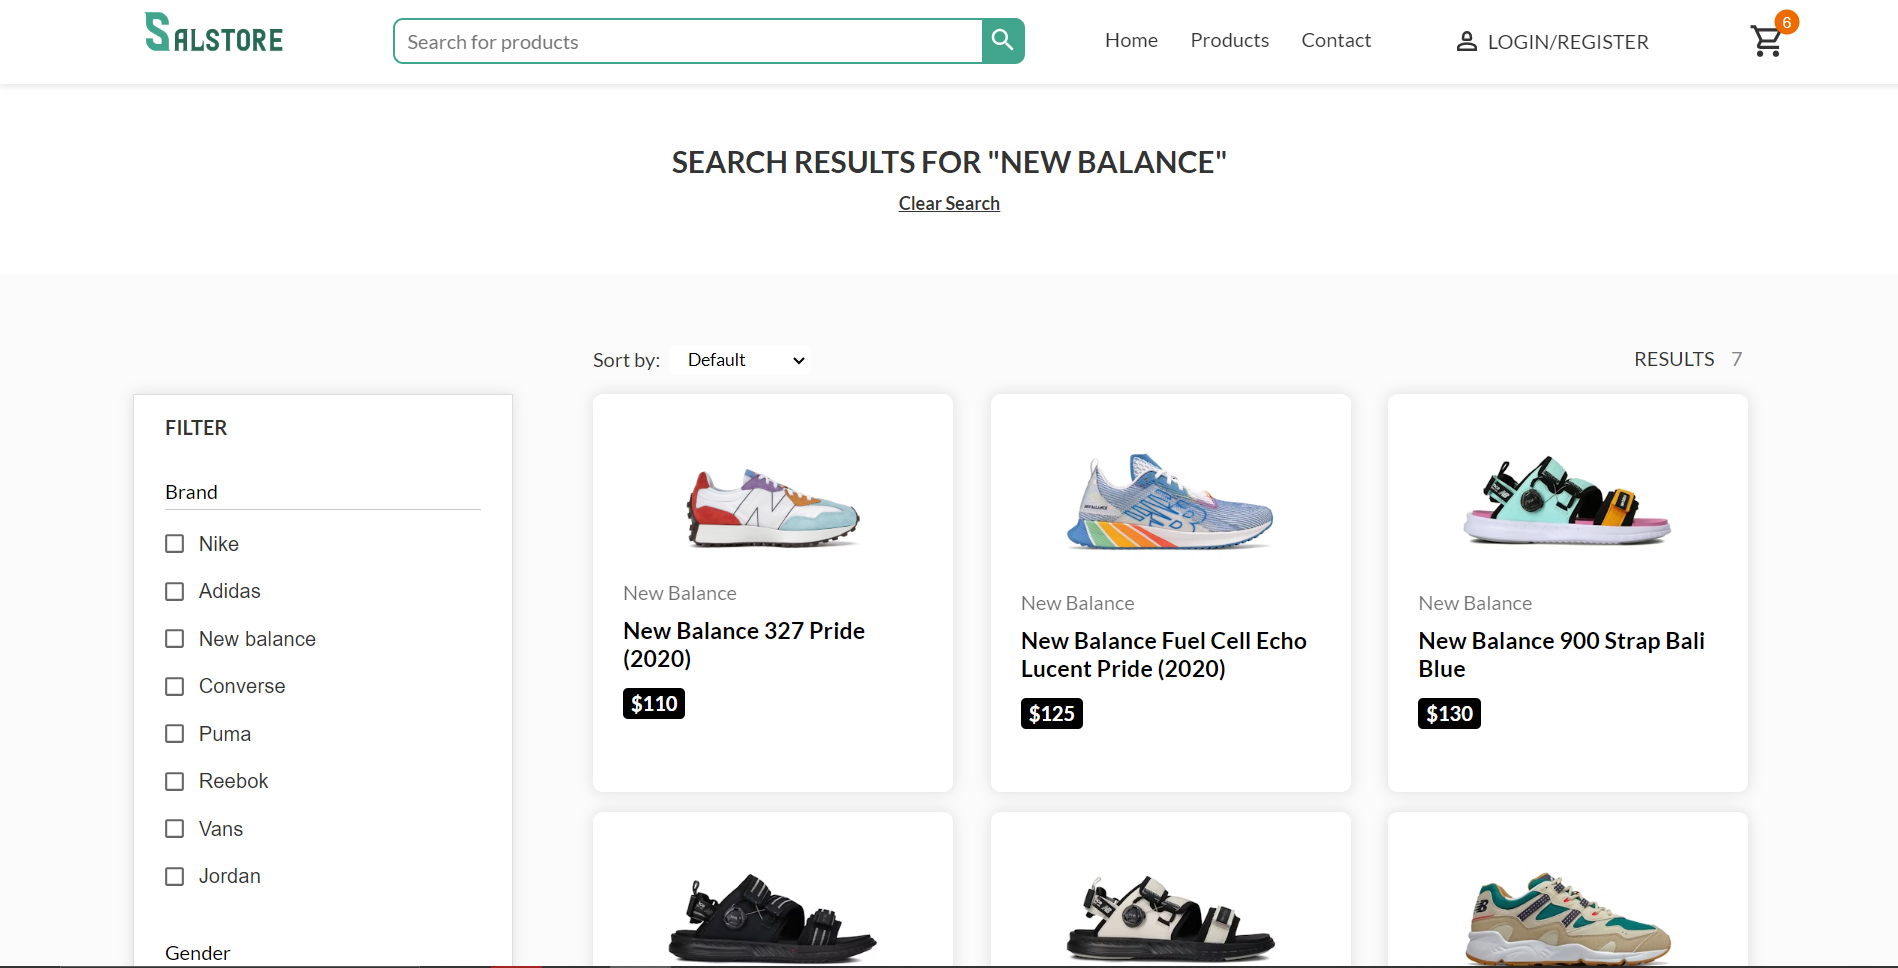 SALSTORE
Search for products
Home
Products
Contact
LOGIN/REGISTER
6
SEARCH RESULTS FOR "NEW BALANCE"
Clear Search
Sort by:
Default
RESULTS 7
FILTER
Brand
Nike
Adidas
New balance
Converse
Puma
Reebok
Vans
Jordan
Gender
New Balance
New Balance 327 Pride
(2020)
$110
New Balance
New Balance Fuel Cell Echo
Lucent Pride (2020)
$125
New Balance
New Balance 900 Strap Bali
Blue
$130